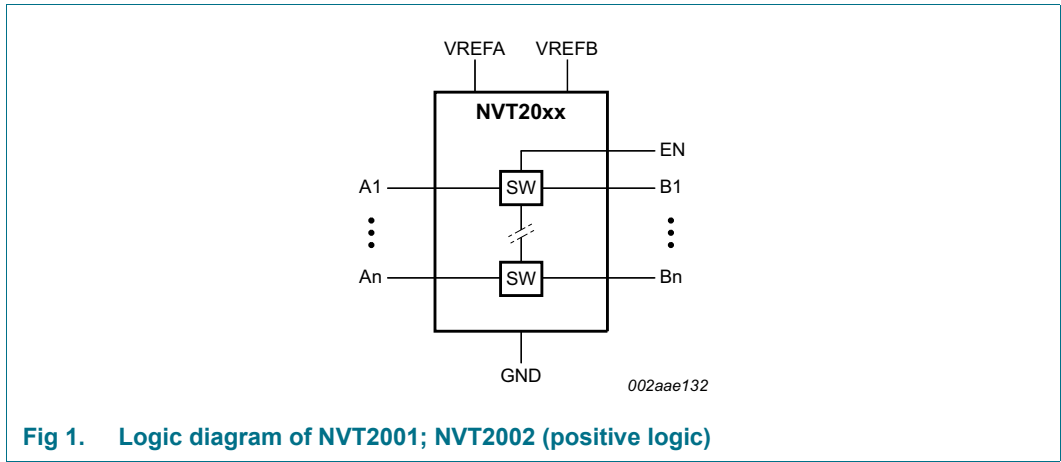 VREFA VREFB
NVT20xx
EN
A1 SW B1
An SW Bn
GND
002aae132
Fig 1. Logic diagram of NVT2001; NVT2002 (positive logic)